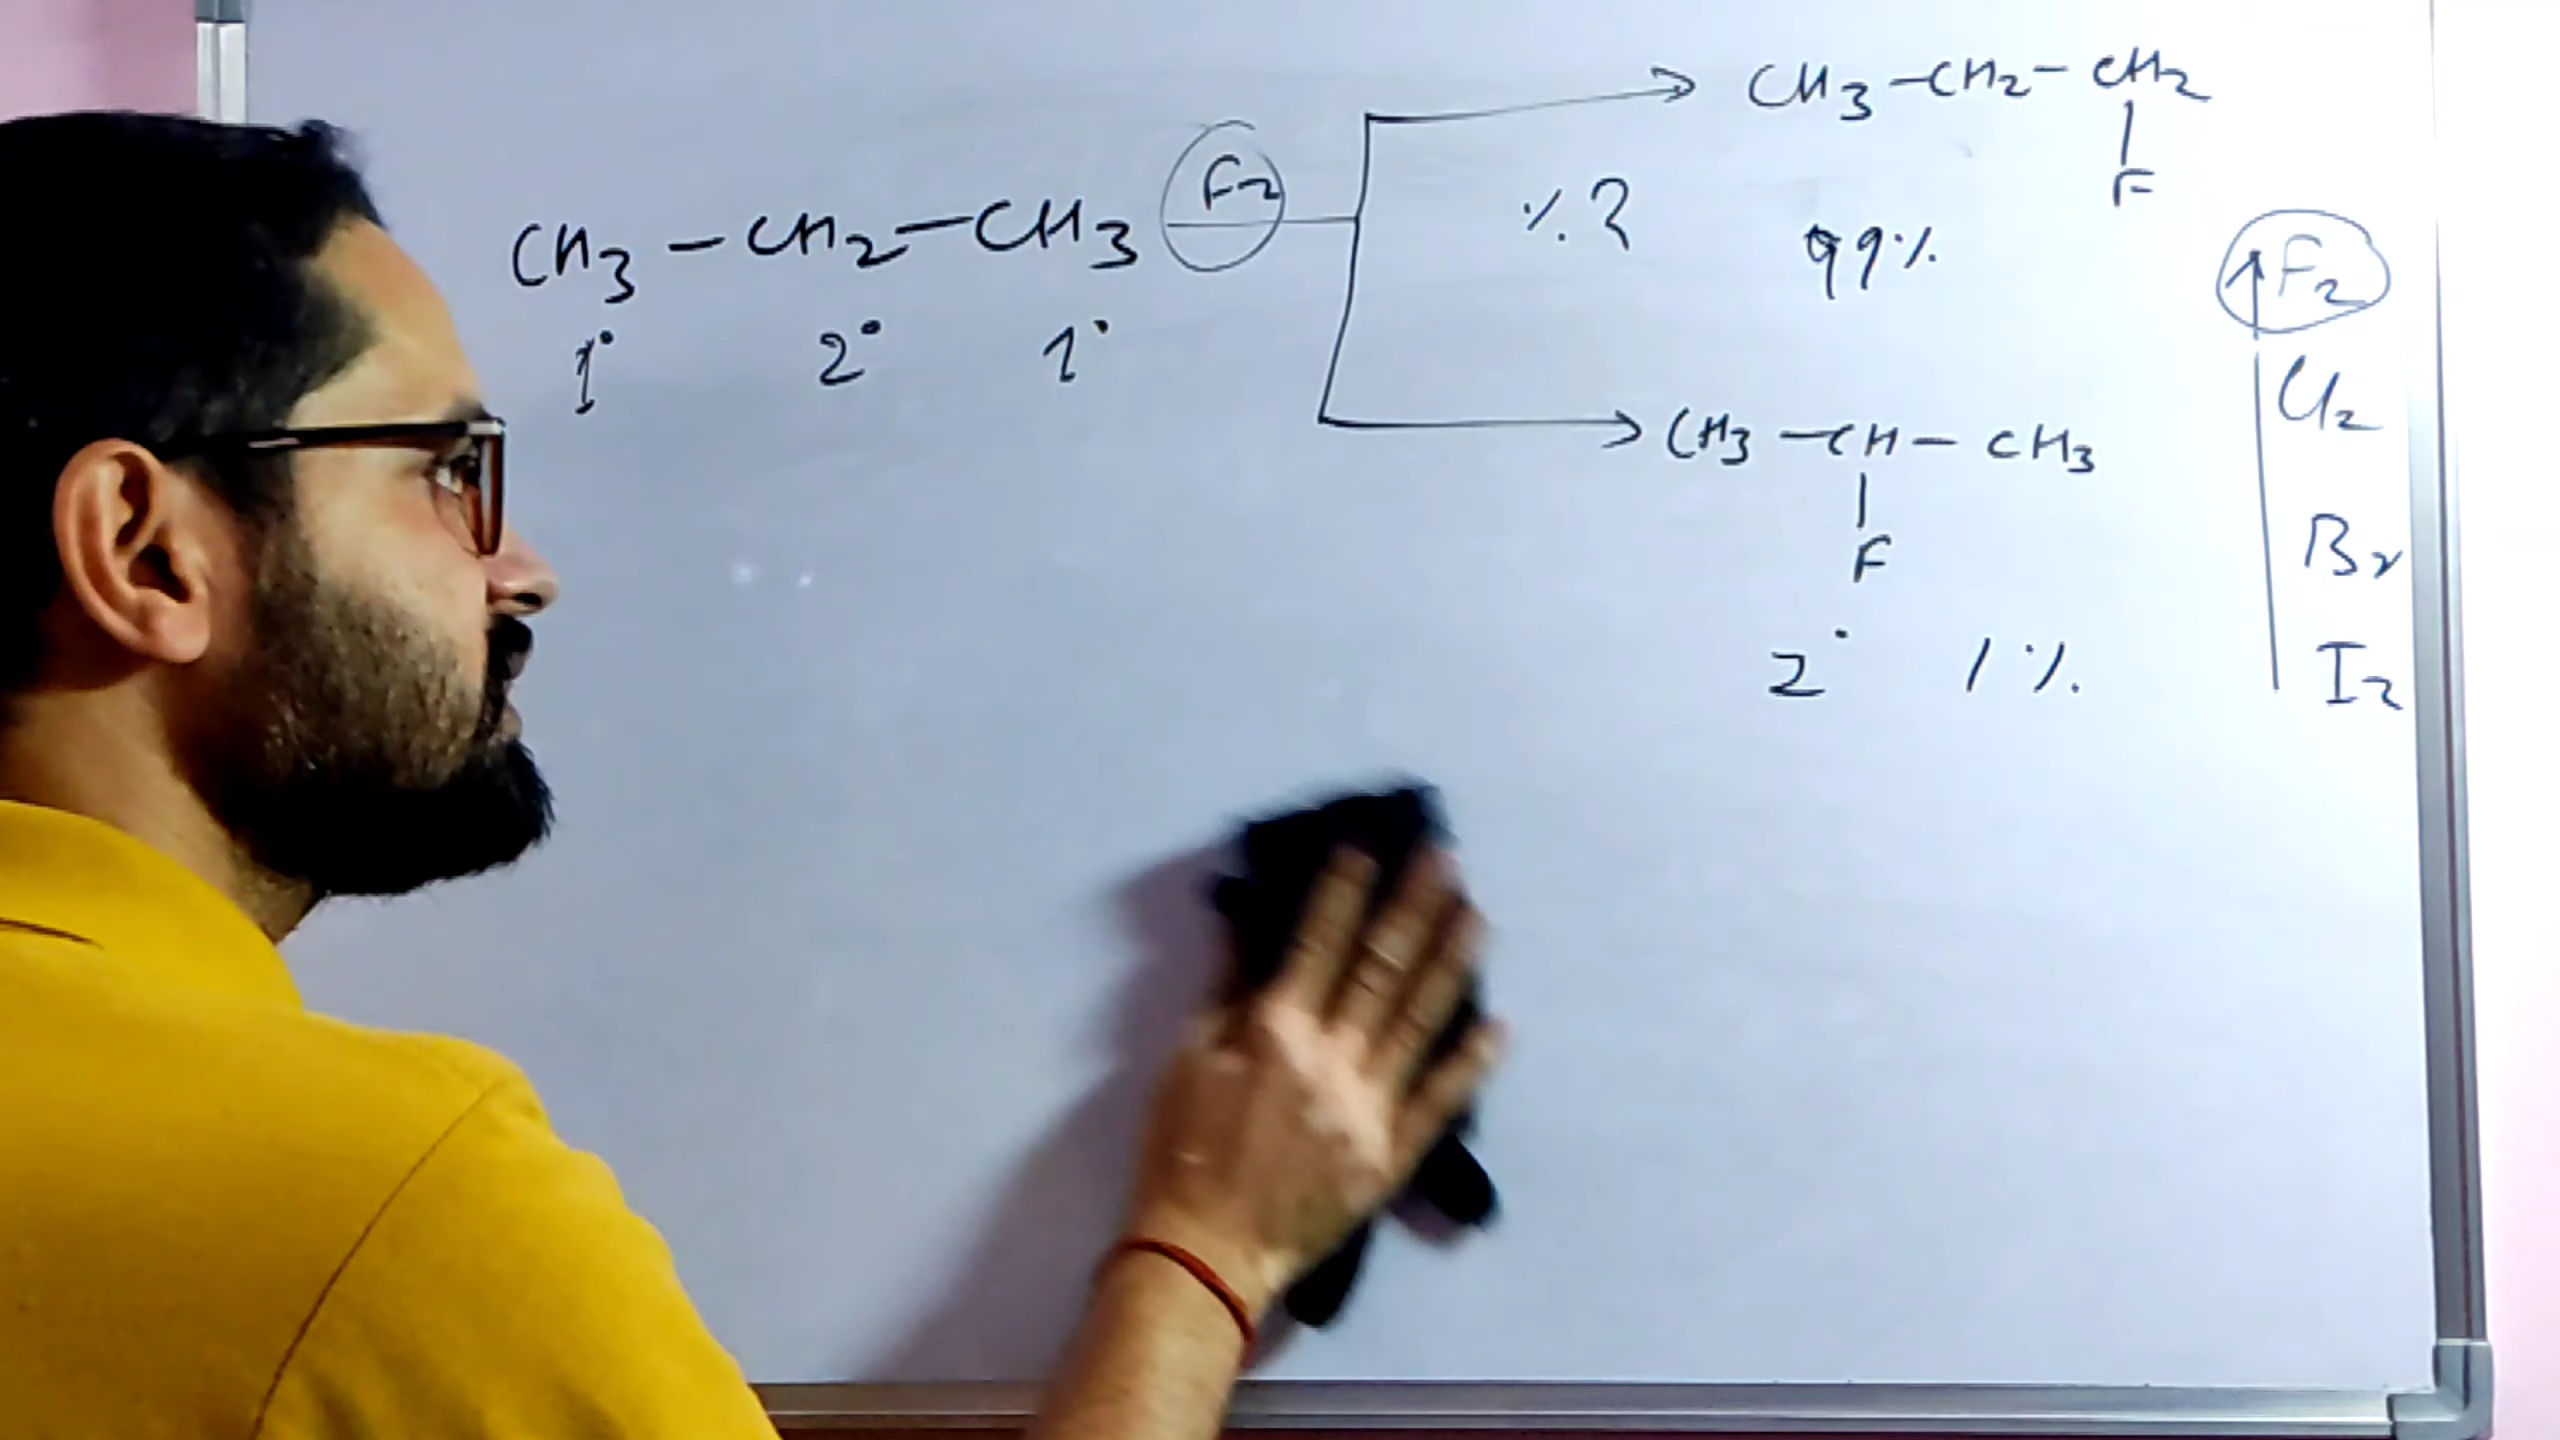 CH3 - CH2 - CH3 F2
1° 2° 1°
CH3 - CH2 - CH2
|
F
% ? 99%
CH3 - CH - CH3
|
F
2° 1%
↑ F2
Cl2
Br
I2